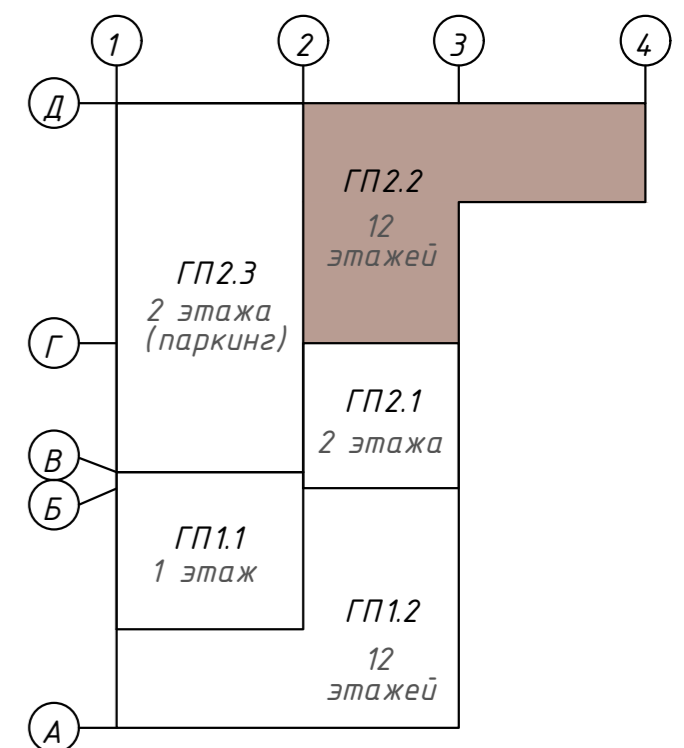 1 2 3 4
Д
ГП2.2
12
этажей
ГП2.3
2 этажа
(паркинг)
Г
ГП2.1
2 этажа
В
Б
ГП1.1
1 этаж
ГП1.2
12
этажей
А